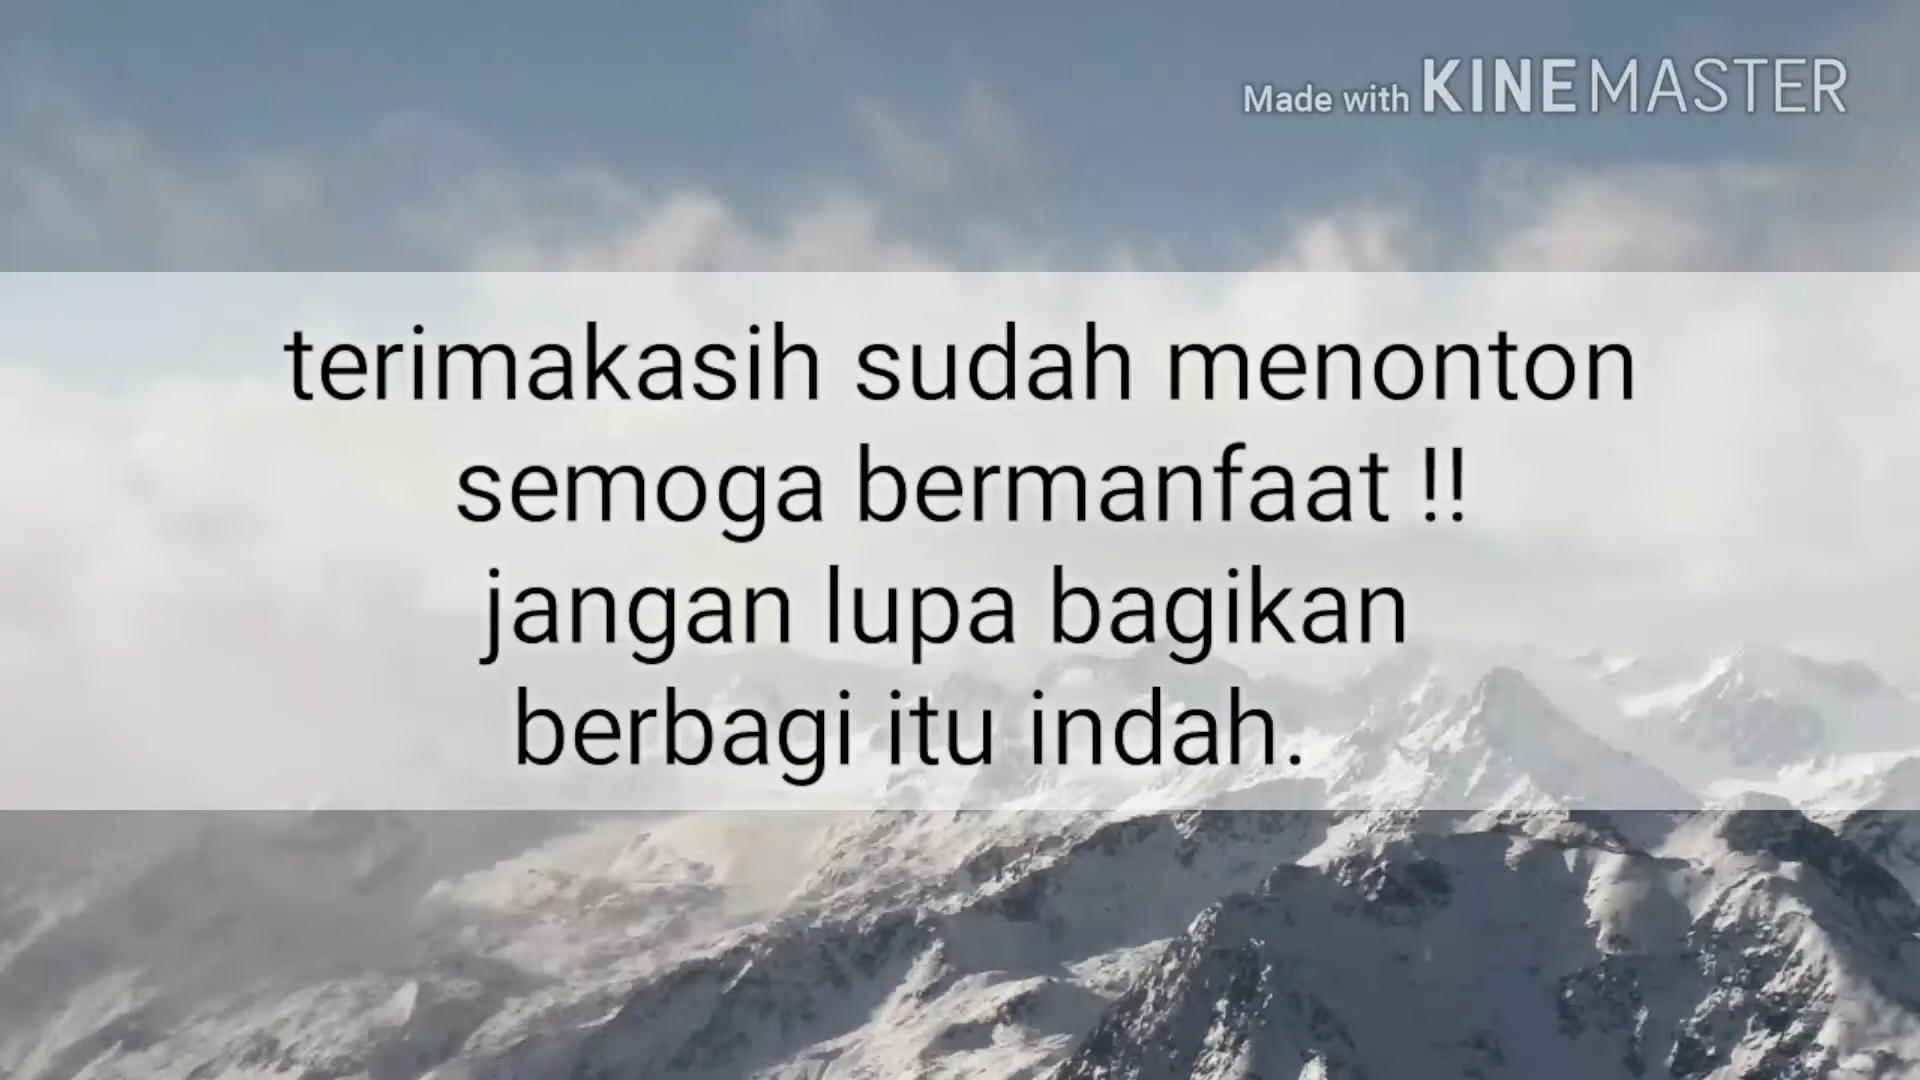 Made with KINEMASTER
terimakasih sudah menonton
semoga bermanfaat !!
jangan lupa bagikan
berbagi itu indah.